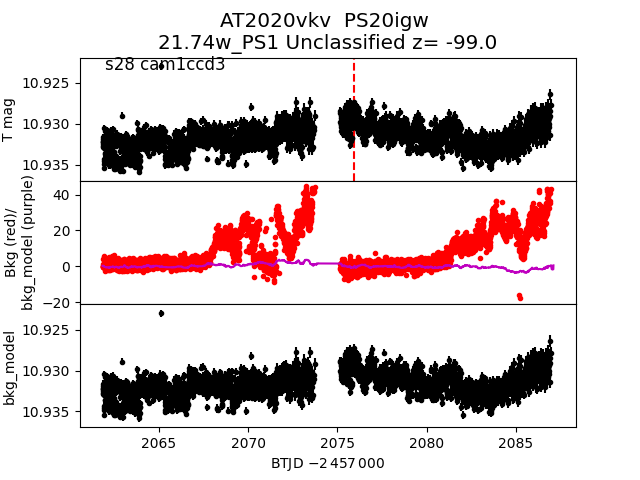 AT2020vkv PS20igw
21.74w_PS1 Unclassified z= -99.0
s28 cam1ccd3
T mag
10.925
10.930
10.935
Bkg (red)/
bkg_model (purple)
40
20
0
−20
bkg_model
10.925
10.930
10.935
2065
2070
2075
2080
2085
BTJD −2 457 000